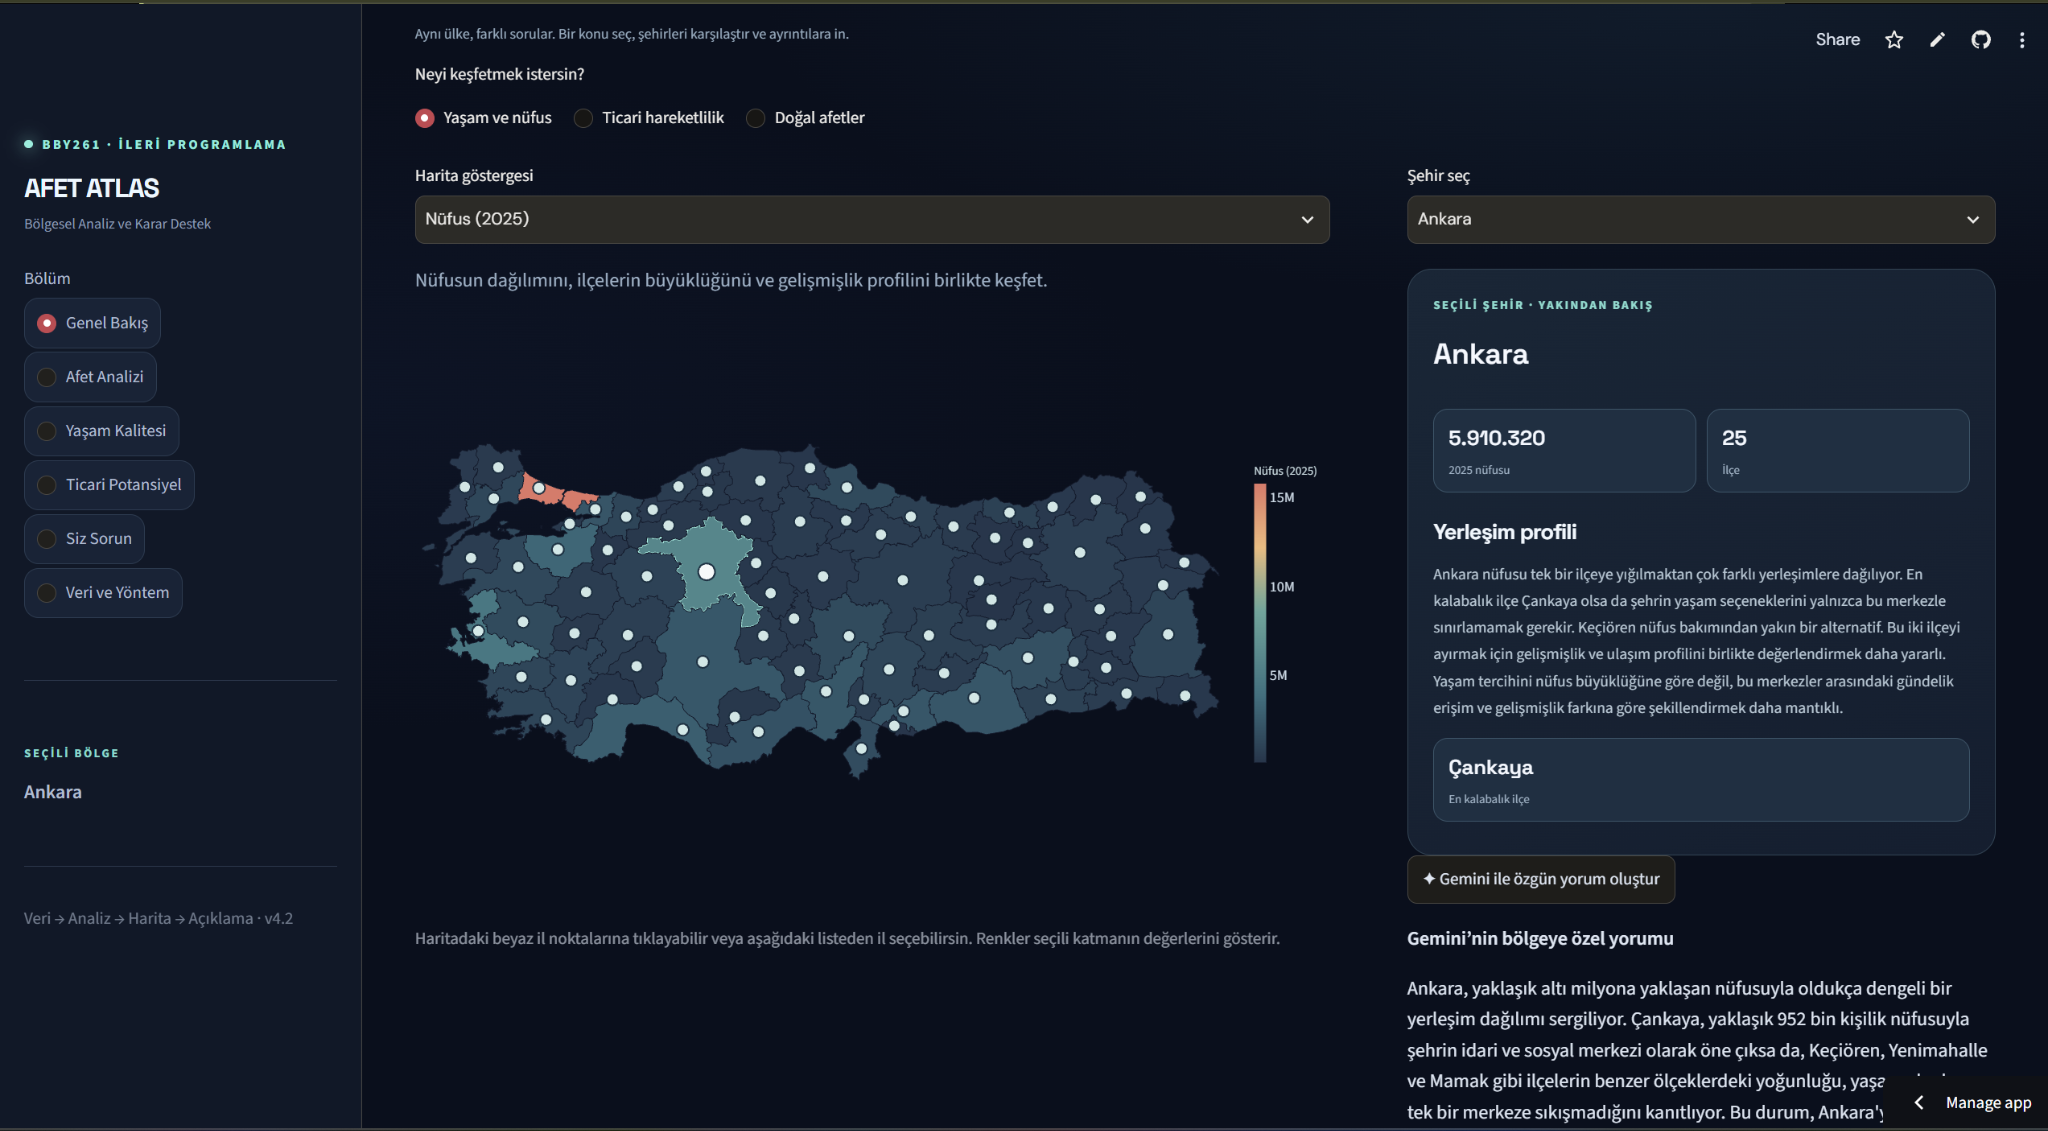 BBY261 · İLERİ PROGRAMLAMA
AFET ATLAS
Bölgesel Analiz ve Karar Destek
Bölüm
Genel Bakış
Afet Analizi
Yaşam Kalitesi
Ticari Potansiyel
Siz Sorun
Veri ve Yöntem
SEÇİLİ BÖLGE
Ankara
Veri → Analiz → Harita → Açıklama · v4.2
Share
Aynı ülke, farklı sorular. Bir konu seç, şehirleri karşılaştır ve ayrıntılara in.
Neyi keşfetmek istersin?
Yaşam ve nüfus
Ticari hareketlilik
Doğal afetler
Harita göstergesi
Nüfus (2025)
Nüfusun dağılımını, ilçelerin büyüklüğünü ve gelişmişlik profilini birlikte keşfet.
Nüfus (2025)
15M
10M
5M
Haritadaki beyaz il noktalarına tıklayabilir veya aşağıdaki listeden il seçebilirsin. Renkler seçili katmanın değerlerini gösterir.
Şehir seç
Ankara
SEÇİLİ ŞEHİR · YAKINDAN BAKIŞ
Ankara
5.910.320
2025 nüfusu
25
İlçe
Yerleşim profili
Ankara nüfusu tek bir ilçeye yığılmaktan çok farklı yerleşimlere dağılıyor. En
kalabalık ilçe Çankaya olsa da şehrin yaşam seçeneklerini yalnızca bu merkezle
sınırlamamak gerekir. Keçiören nüfus bakımından yakın bir alternatif. Bu iki ilçeyi
ayırmak için gelişmişlik ve ulaşım profilini birlikte değerlendirmek daha yararlı.
Yaşam tercihini nüfus büyüklüğüne göre değil, bu merkezler arasındaki gündelik
erişim ve gelişmişlik farkına göre şekillendirmek daha mantıklı.
Çankaya
En kalabalık ilçe
✦ Gemini ile özgün yorum oluştur
Gemini’nin bölgeye özel yorumu
Ankara, yaklaşık altı milyona yaklaşan nüfusuyla oldukça dengeli bir
yerleşim dağılımı sergiliyor. Çankaya, yaklaşık 952 bin kişilik nüfusuyla
şehrin idari ve sosyal merkezi olarak öne çıksa da, Keçiören, Yenimahalle
ve Mamak gibi ilçelerin benzer ölçeklerdeki yoğunluğu,
tek bir merkeze sıkışmadığını kanıtlıyor. Bu durum, Ankara'y
Manage app